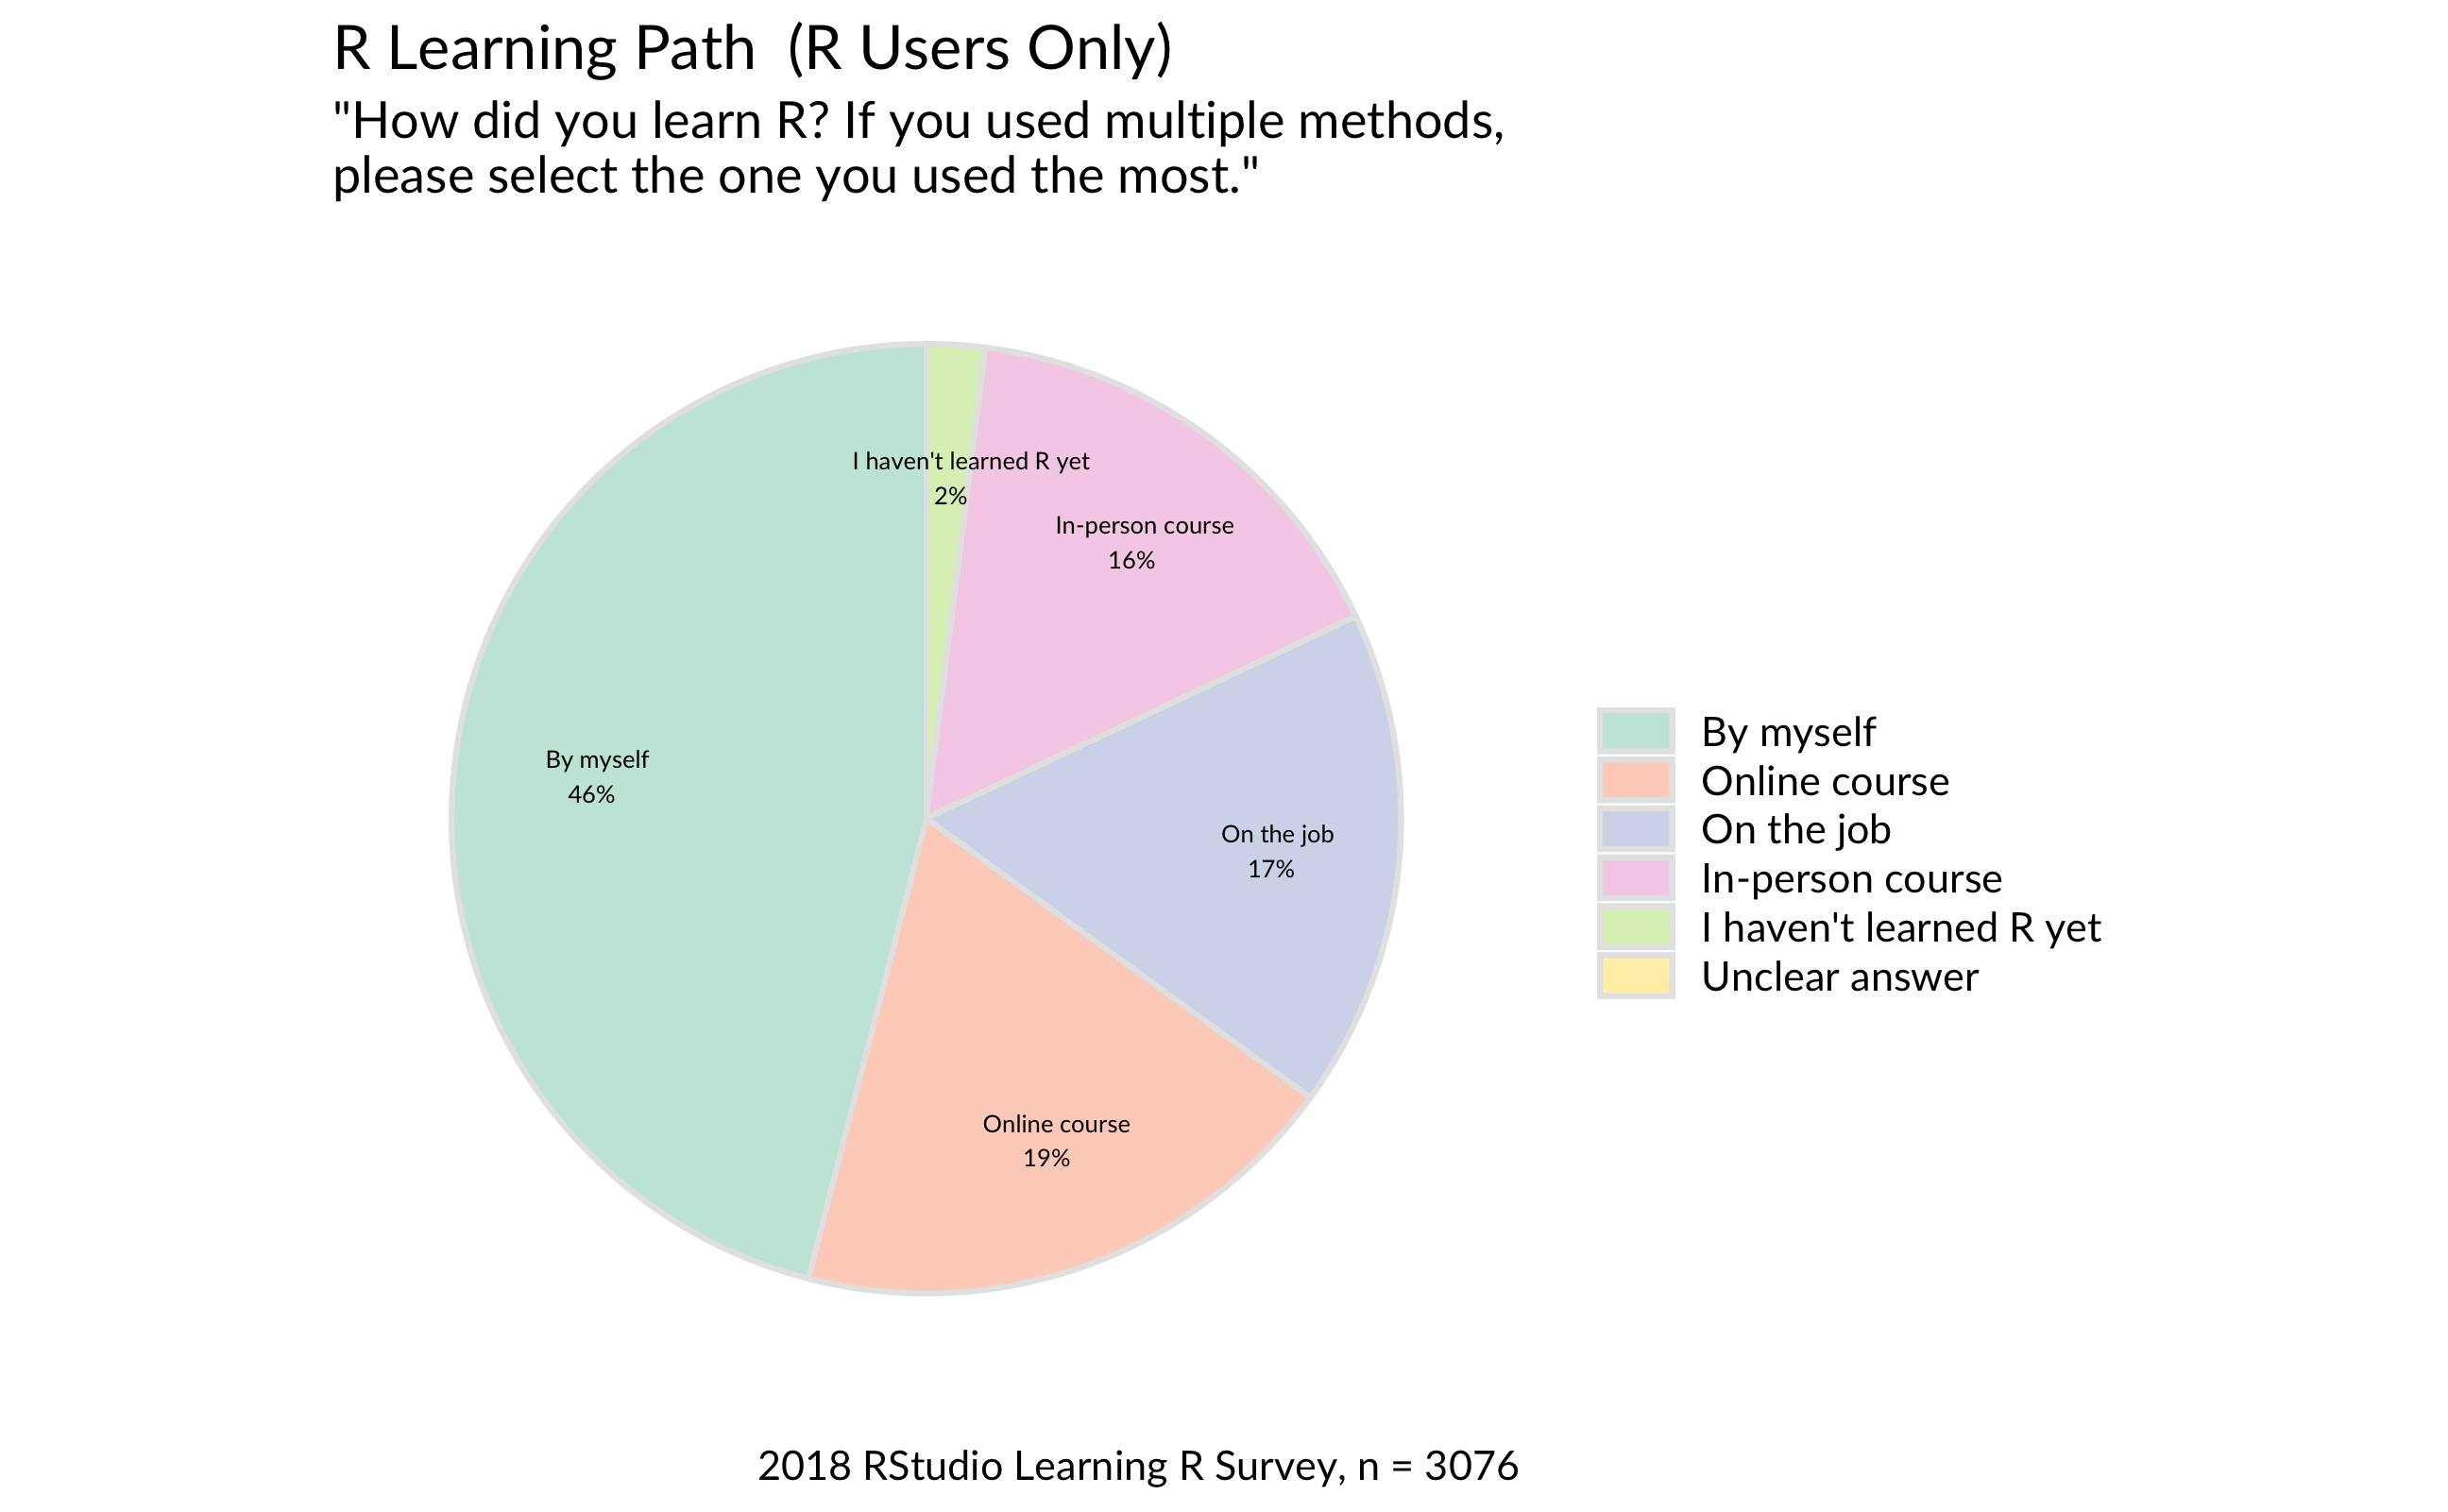 R Learning Path  (R Users Only)
"How did you learn R? If you used multiple methods,
please select the one you used the most."
I haven't learned R yet
2%
In-person course
16%
By myself
46%
On the job
17%
Online course
19%
By myself
Online course
On the job
In-person course
I haven't learned R yet
Unclear answer
2018 RStudio Learning R Survey, n = 3076